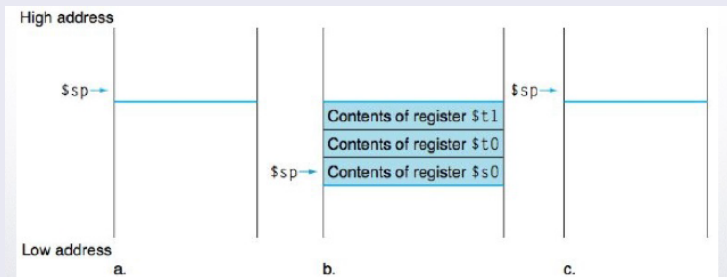 High address
$sp
$sp
Contents of register $t1
Contents of register $t0
$sp
Contents of register $s0
Low address
a.
b.
c.